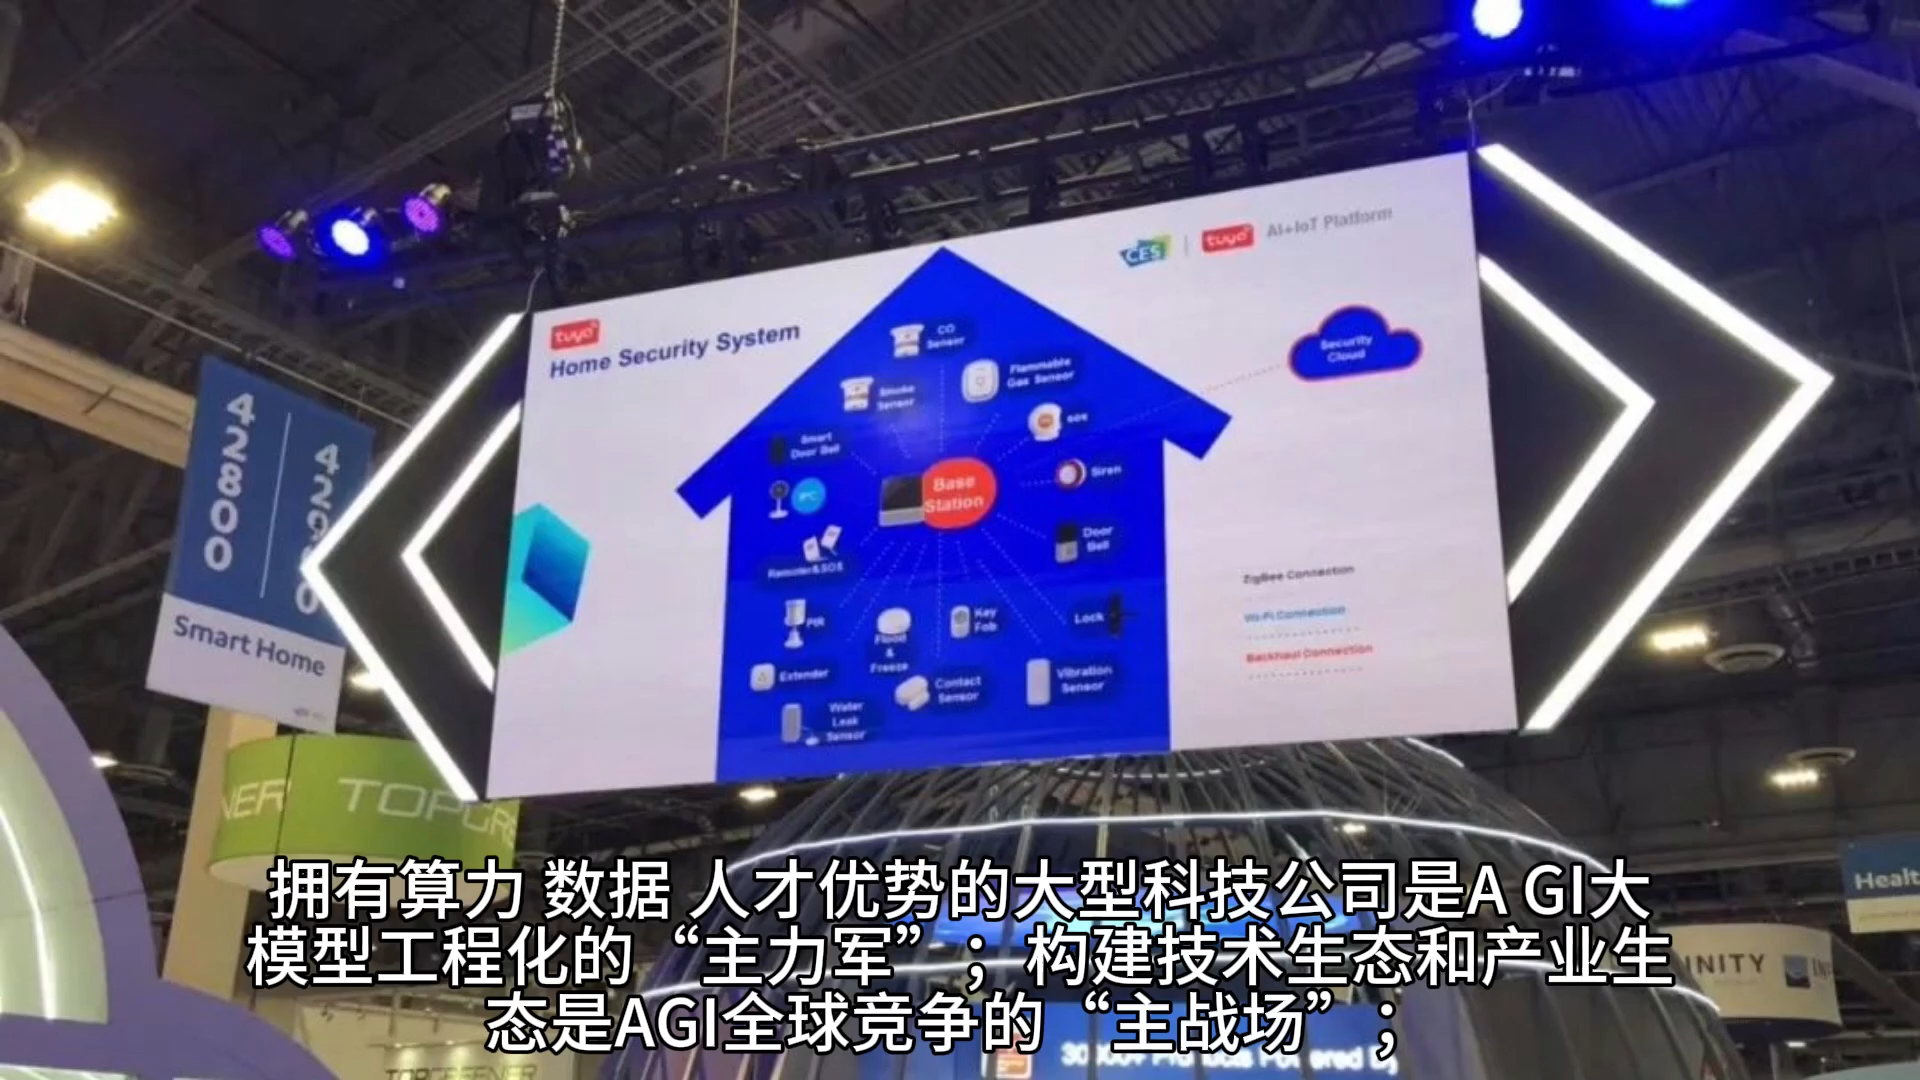 CES | tuya AI+IoT Platform
tuya
Home Security System
CO
Sensor
Flammable
Gas Sensor
Smoke
Sensor
SOS
Security
Cloud
Smart
Door Bell
Siren
IPC
Base
Station
Door
Bell
Remote&SOS
PIR
Flood
&
Freeze
Key
Fob
Lock
Extender
Contact
Sensor
Vibration
Sensor
Water
Leak
Sensor
ZigBee Connection
Wi-Fi Connection
Backhaul Connection
42800
Smart Home
NER
TOPGRE
Healt
INITY
TOPGREENER
拥有算力 数据 人才优势的大型科技公司是A GI大
模型工程化的“主力军”；构建技术生态和产业生
态是AGI全球竞争的“主战场”；